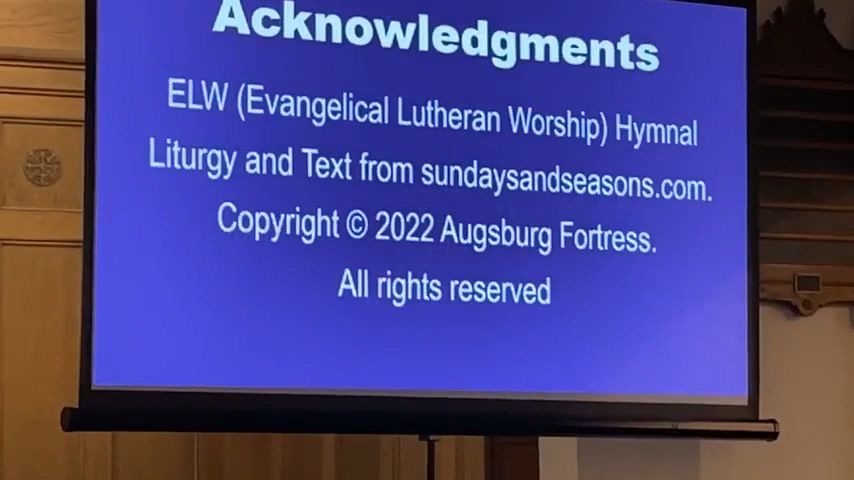 Acknowledgments
ELW (Evangelical Lutheran Worship) Hymnal
Liturgy and Text from sundaysandseasons.com.
Copyright © 2022 Augsburg Fortress.
All rights reserved